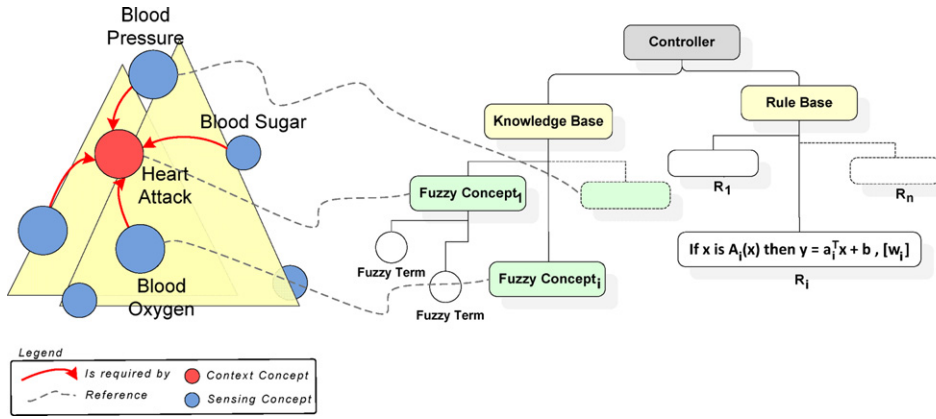 Blood
Pressure
Blood Sugar
Heart
Attack
Blood
Oxygen
Controller
Knowledge Base
Rule Base
Fuzzy Concept1
R1
Rn
Fuzzy Term
Fuzzy Term
Fuzzy Concepti
If x is Ai(x) then y = aiTx + b , [wi]
Ri
Legend
Is required by
Context Concept
Reference
Sensing Concept